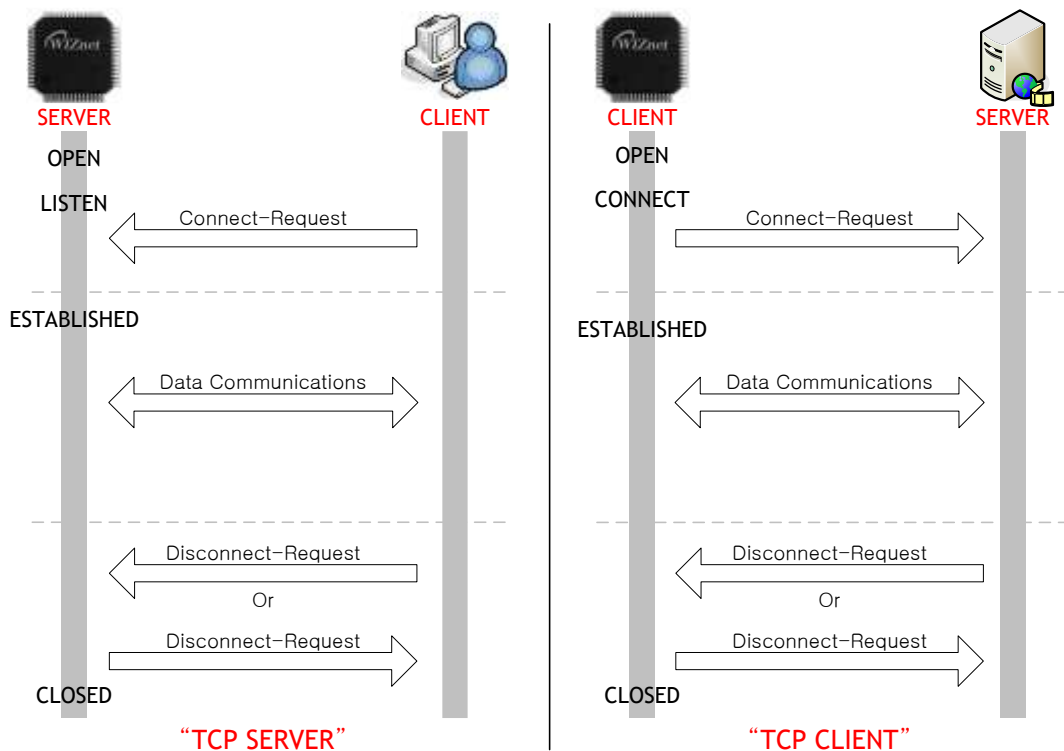 WIZnet
SERVER
CLIENT
OPEN
LISTEN
Connect-Request
ESTABLISHED
Data Communications
Disconnect-Request
Or
Disconnect-Request
CLOSED
“TCP SERVER”
WIZnet
CLIENT
SERVER
OPEN
CONNECT
Connect-Request
ESTABLISHED
Data Communications
Disconnect-Request
Or
Disconnect-Request
CLOSED
“TCP CLIENT”